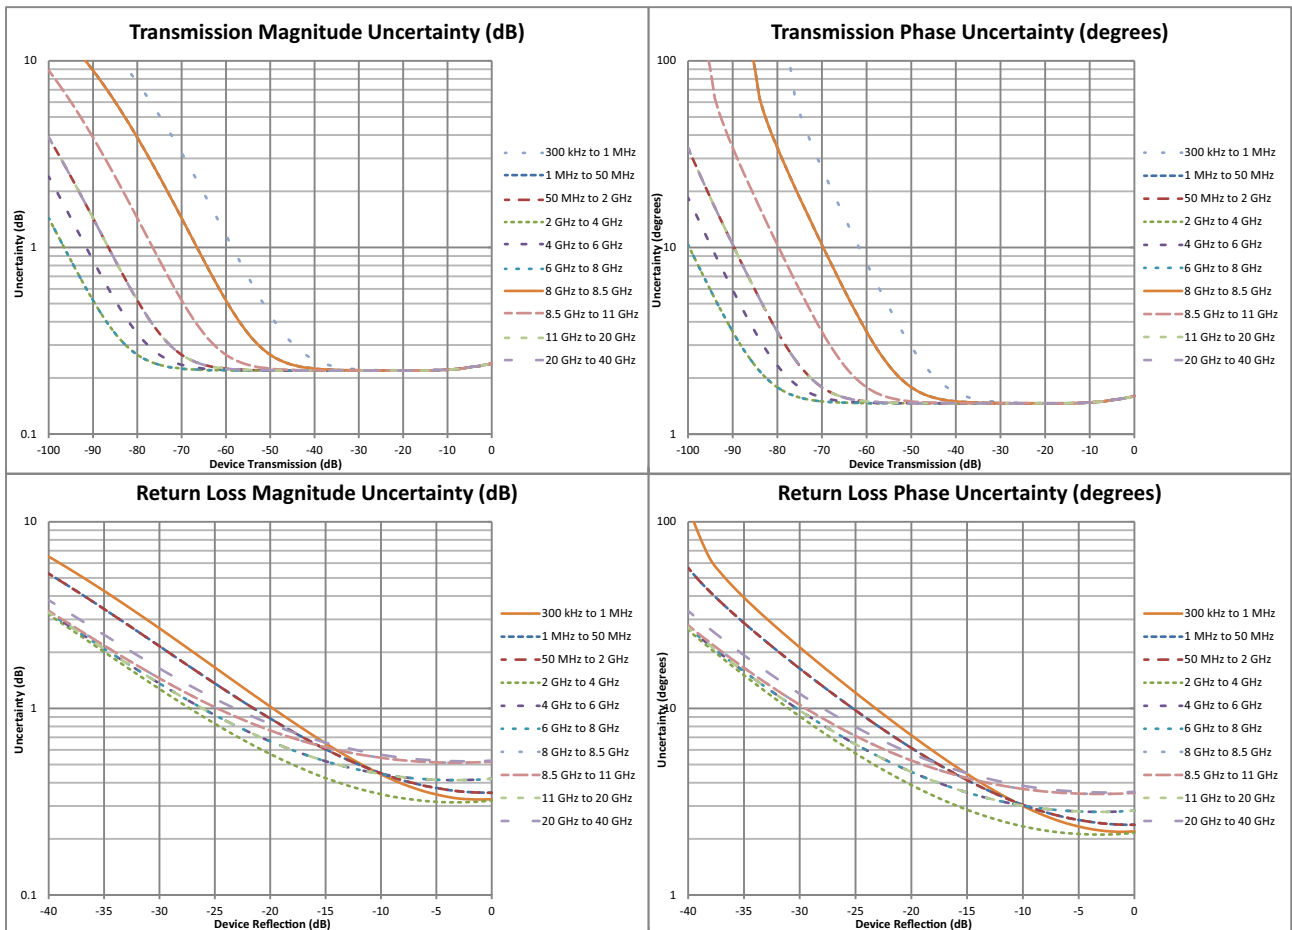 Transmission Magnitude Uncertainty (dB)
10
1
0.1
Uncertainty (dB)
-100 -90 -80 -70 -60 -50 -40 -30 -20 -10 0
Device Transmission (dB)
300 kHz to 1 MHz
1 MHz to 50 MHz
50 MHz to 2 GHz
2 GHz to 4 GHz
4 GHz to 6 GHz
6 GHz to 8 GHz
8 GHz to 8.5 GHz
8.5 GHz to 11 GHz
11 GHz to 20 GHz
20 GHz to 40 GHz
Transmission Phase Uncertainty (degrees)
100
10
1
Uncertainty (degrees)
-100 -90 -80 -70 -60 -50 -40 -30 -20 -10 0
Device Transmission (dB)
300 kHz to 1 MHz
1 MHz to 50 MHz
50 MHz to 2 GHz
2 GHz to 4 GHz
4 GHz to 6 GHz
6 GHz to 8 GHz
8 GHz to 8.5 GHz
8.5 GHz to 11 GHz
11 GHz to 20 GHz
20 GHz to 40 GHz
Return Loss Magnitude Uncertainty (dB)
10
1
0.1
Uncertainty (dB)
-40 -35 -30 -25 -20 -15 -10 -5 0
Device Reflection (dB)
300 kHz to 1 MHz
1 MHz to 50 MHz
50 MHz to 2 GHz
2 GHz to 4 GHz
4 GHz to 6 GHz
6 GHz to 8 GHz
8 GHz to 8.5 GHz
8.5 GHz to 11 GHz
11 GHz to 20 GHz
20 GHz to 40 GHz
Return Loss Phase Uncertainty (degrees)
100
10
1
Uncertainty (degrees)
-40 -35 -30 -25 -20 -15 -10 -5 0
Device Reflection (dB)
300 kHz to 1 MHz
1 MHz to 50 MHz
50 MHz to 2 GHz
2 GHz to 4 GHz
4 GHz to 6 GHz
6 GHz to 8 GHz
8 GHz to 8.5 GHz
8.5 GHz to 11 GHz
11 GHz to 20 GHz
20 GHz to 40 GHz